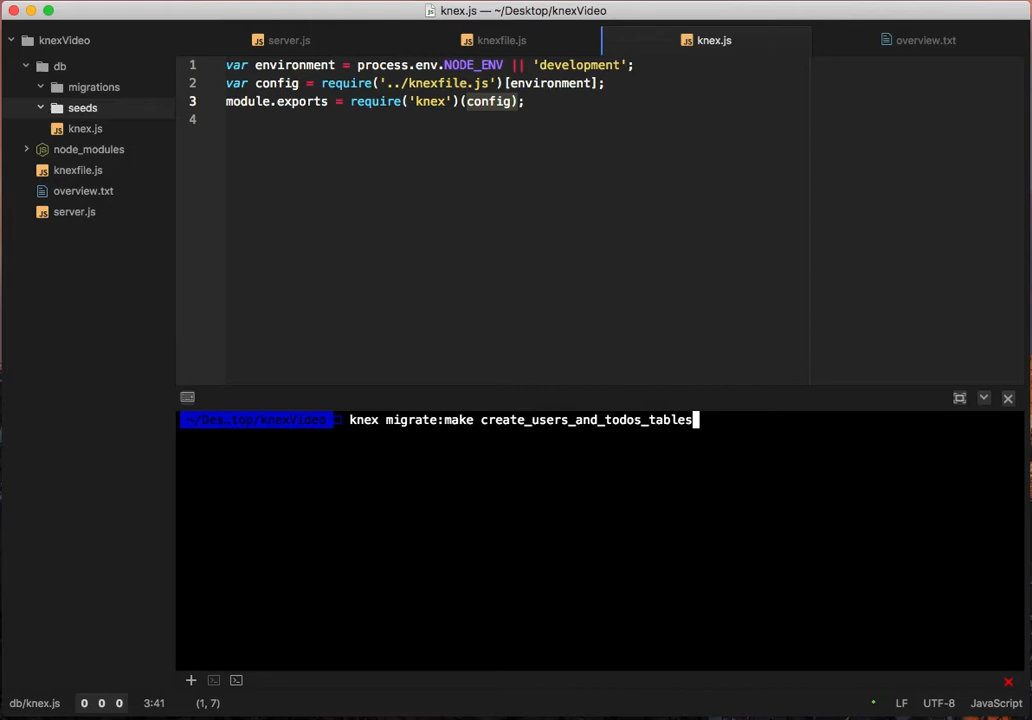 knex.js — ~/Desktop/knexVideo
knexVideo
server.js
knexfile.js
knex.js
overview.txt
db
migrations
seeds
knex.js
node_modules
knexfile.js
overview.txt
server.js
1 var environment = process.env.NODE_ENV || 'development';
2 var config = require('../knexfile.js')[environment];
3 module.exports = require('knex')(config);
4
~/Desktop/knexVideo knex migrate:make create_users_and_todos_tables
db/knex.js 0 0 0 3:41 (1, 7) LF UTF-8 JavaScript